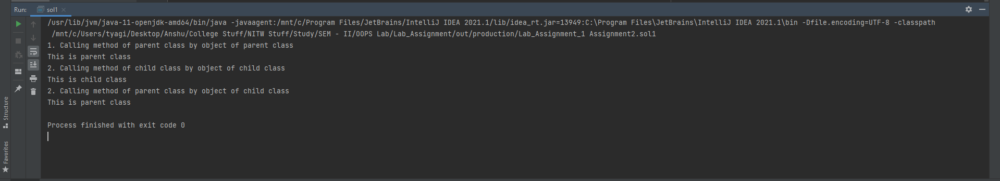 Run: sol1
/usr/lib/jvm/java-11-openjdk-amd64/bin/java -javaagent:/mnt/c/Program Files/JetBrains/IntelliJ IDEA 2021.1/lib/idea_rt.jar=13949:C:\Program Files\JetBrains\IntelliJ IDEA 2021.1\bin -Dfile.encoding=UTF-8 -classpath
/mnt/c/Users/tyagi/Desktop/Anshu/College Stuff/NITW Stuff/Study/SEM - II/OOPS Lab/Lab_Assignment/out/production/Lab_Assignment_1 Assignment2.sol1
1. Calling method of parent class by object of parent class
This is parent class
2. Calling method of child class by object of child class
This is child class
2. Calling method of parent class by object of child class
This is parent class
Process finished with exit code 0
Structure
Favorites